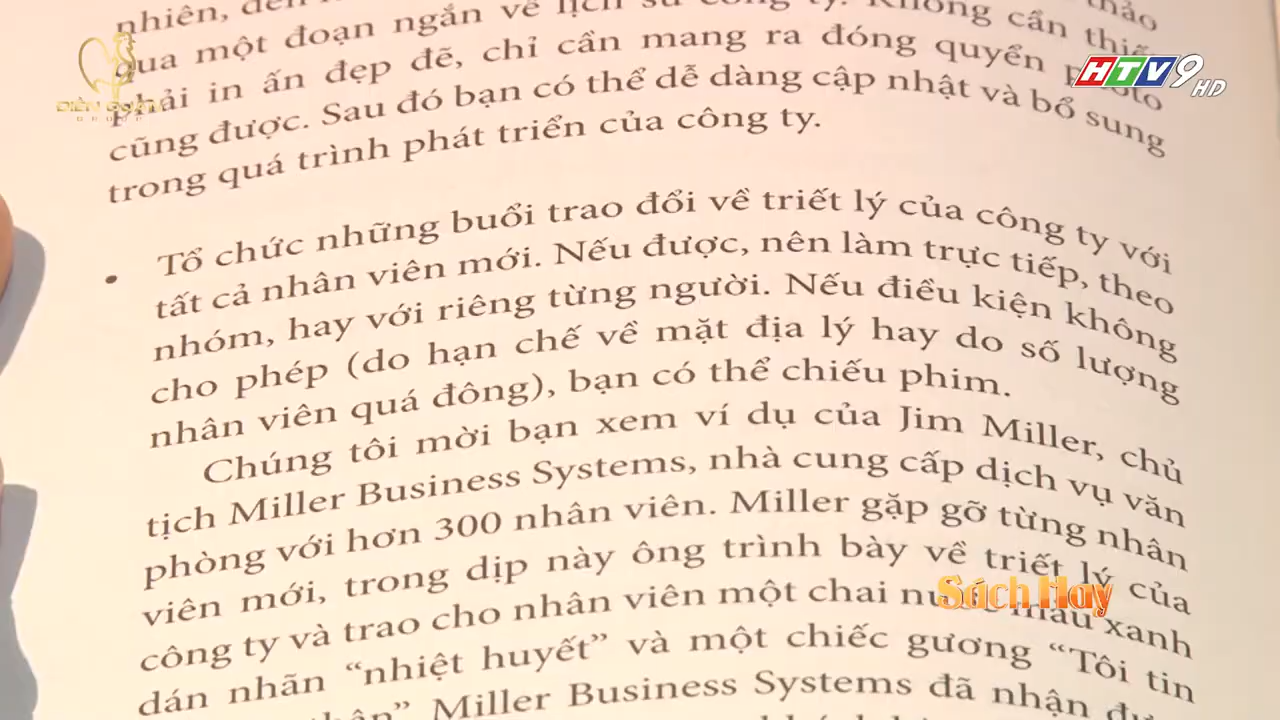 nhiên,
qua một đoạn ngắn về lịch sử công ty. Không cần thiết
phải in ấn đẹp đẽ, chỉ cần mang ra đóng quyển
cũng được. Sau đó bạn có thể dễ dàng cập nhật và bổ sung
trong quá trình phát triển của công ty.
• Tổ chức những buổi trao đổi về triết lý của công ty với
tất cả nhân viên mới. Nếu được, nên làm trực tiếp, theo
nhóm, hay với riêng từng người. Nếu điều kiện không
cho phép (do hạn chế về mặt địa lý hay do số lượng
nhân viên quá đông), bạn có thể chiếu phim.
Chúng tôi mời bạn xem ví dụ của Jim Miller, chủ
tịch Miller Business Systems, nhà cung cấp dịch vụ văn
phòng với hơn 300 nhân viên. Miller gặp gỡ từng nhân
viên mới, trong dịp này ông trình bày về triết lý của
công ty và trao cho nhân viên một chai màu xanh
dán nhãn “nhiệt huyết” và một chiếc gương “Tôi tin
Miller Business Systems đã nhận
ĐIỀN QUÂN
GROUP
HTV9 HD
Sách Hay